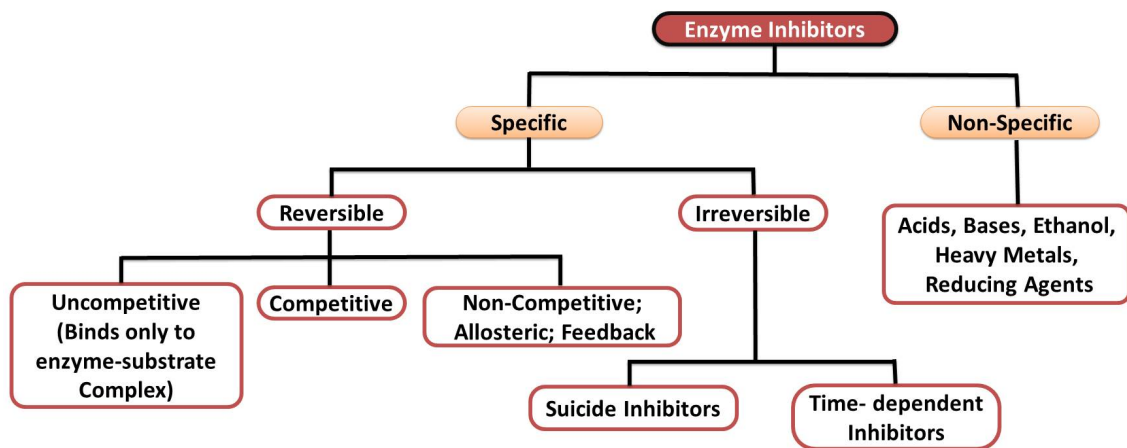 Enzyme Inhibitors
Specific
Non-Specific
Reversible
Irreversible
Acids, Bases, Ethanol,
Heavy Metals,
Reducing Agents
Uncompetitive
(Binds only to
enzyme-substrate
Complex)
Competitive
Non-Competitive;
Allosteric; Feedback
Suicide Inhibitors
Time- dependent
Inhibitors